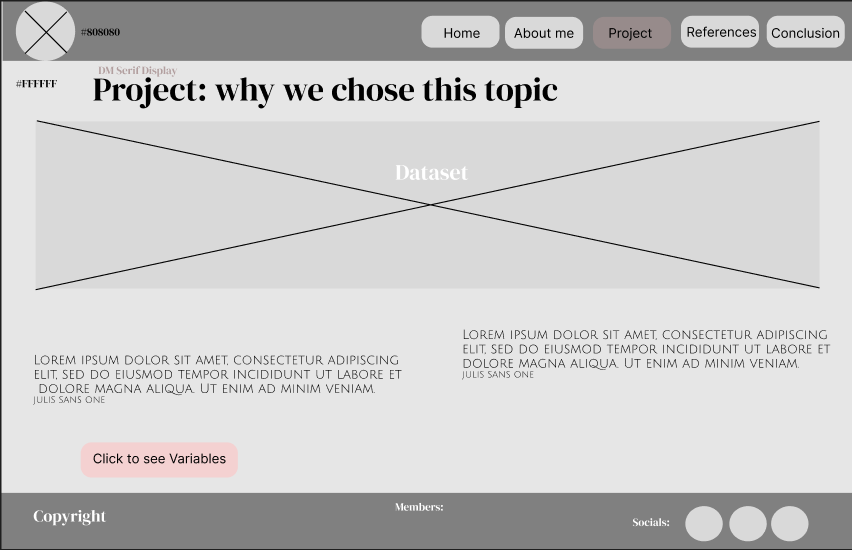 #808080
Home
About me
Project
References
Conclusion
DM Serif Display
#FFFFFF
Project: why we chose this topic
Dataset
Lorem ipsum dolor sit amet, consectetur adipiscing
elit, sed do eiusmod tempor incididunt ut labore et
dolore magna aliqua. Ut enim ad minim veniam.
julis sans one
Lorem ipsum dolor sit amet, consectetur adipiscing
elit, sed do eiusmod tempor incididunt ut labore et
dolore magna aliqua. Ut enim ad minim veniam.
julis sans one
Click to see Variables
Copyright
Members:
Socials: